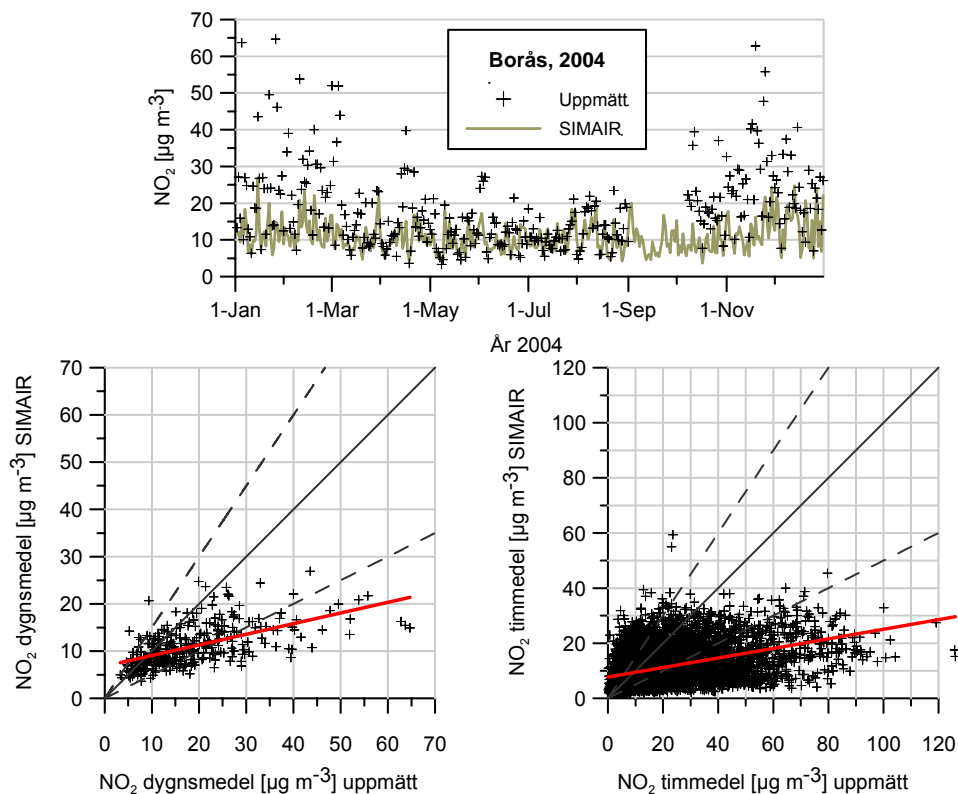 70
60
50
40
30
20
10
0
NO₂ [µg m⁻³]
Borås, 2004
Uppmätt
SIMAIR
1-Jan 1-Mar 1-May 1-Jul 1-Sep 1-Nov
År 2004
70
60
50
40
30
20
10
0
NO₂ dygnsmedel [µg m⁻³] SIMAIR
0 10 20 30 40 50 60 70
NO₂ dygnsmedel [µg m⁻³] uppmätt
120
100
80
60
40
20
0
NO₂ timmedel [µg m⁻³] SIMAIR
0 20 40 60 80 100 120
NO₂ timmedel [µg m⁻³] uppmätt